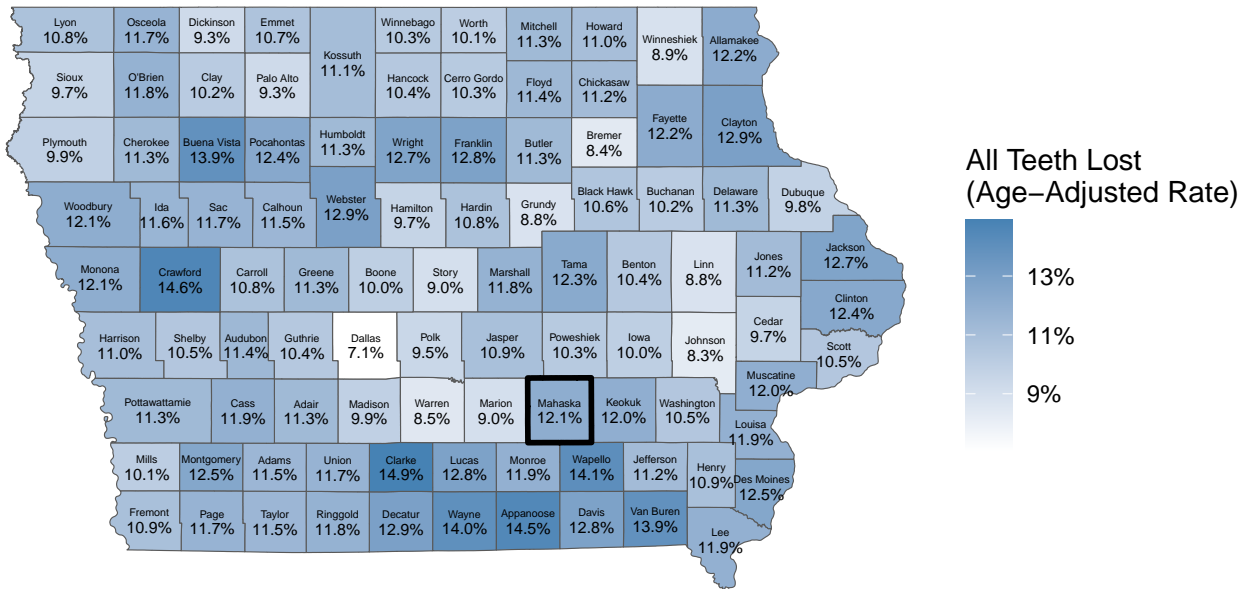 Lyon
10.8%
Osceola
11.7%
Dickinson
9.3%
Emmet
10.7%
Kossuth
11.1%
Winnebago
10.3%
Worth
10.1%
Mitchell
11.3%
Howard
11.0%
Winneshiek
8.9%
Allamakee
12.2%
Sioux
9.7%
O'Brien
11.8%
Clay
10.2%
Palo Alto
9.3%
Hancock
10.4%
Cerro Gordo
10.3%
Floyd
11.4%
Chickasaw
11.2%
Fayette
12.2%
Clayton
12.9%
Plymouth
9.9%
Cherokee
11.3%
Buena Vista
13.9%
Pocahontas
12.4%
Humboldt
11.3%
Wright
12.7%
Franklin
12.8%
Butler
11.3%
Bremer
8.4%
Woodbury
12.1%
Ida
11.6%
Sac
11.7%
Calhoun
11.5%
Webster
12.9%
Hamilton
9.7%
Hardin
10.8%
Grundy
8.8%
Black Hawk
10.6%
Buchanan
10.2%
Delaware
11.3%
Dubuque
9.8%
Monona
12.1%
Crawford
14.6%
Carroll
10.8%
Greene
11.3%
Boone
10.0%
Story
9.0%
Marshall
11.8%
Tama
12.3%
Benton
10.4%
Linn
8.8%
Jones
11.2%
Jackson
12.7%
Clinton
12.4%
Harrison
11.0%
Shelby
10.5%
Audubon
11.4%
Guthrie
10.4%
Dallas
7.1%
Polk
9.5%
Jasper
10.9%
Poweshiek
10.3%
Iowa
10.0%
Johnson
8.3%
Cedar
9.7%
Scott
10.5%
Muscatine
12.0%
Pottawattamie
11.3%
Cass
11.9%
Adair
11.3%
Madison
9.9%
Warren
8.5%
Marion
9.0%
Mahaska
12.1%
Keokuk
12.0%
Washington
10.5%
Louisa
11.9%
Mills
10.1%
Montgomery
12.5%
Adams
11.5%
Union
11.7%
Clarke
14.9%
Lucas
12.8%
Monroe
11.9%
Wapello
14.1%
Jefferson
11.2%
Henry
10.9%
Des Moines
12.5%
Fremont
10.9%
Page
11.7%
Taylor
11.5%
Ringgold
11.8%
Decatur
12.9%
Wayne
14.0%
Appanoose
14.5%
Davis
12.8%
Van Buren
13.9%
Lee
11.9%
All Teeth Lost
(Age−Adjusted Rate)
13%
11%
9%